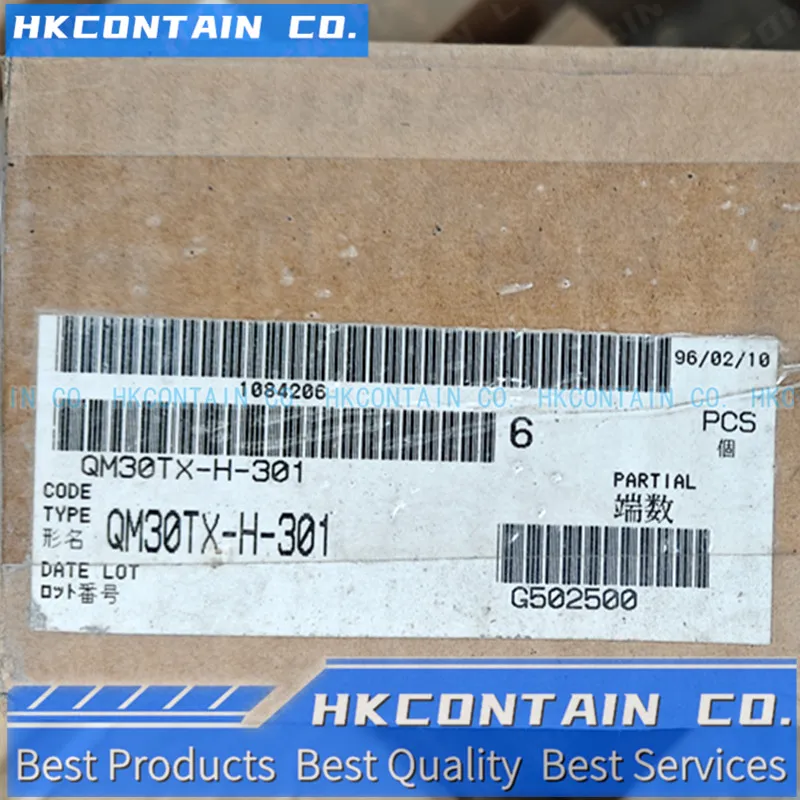 HKCONTAIN CO.
96/02/10
1084206
IN CO. HKCONTAIN CO. HKCONTAIN CO. HKC
6 PCS
個
QM30TX-H-301
CODE
PARTIAL
端数
TYPE
形名 QM30TX-H-301
DATE LOT
ロット番号
G502500
HKCONTAIN CO.
Best Products Best Quality Best Services